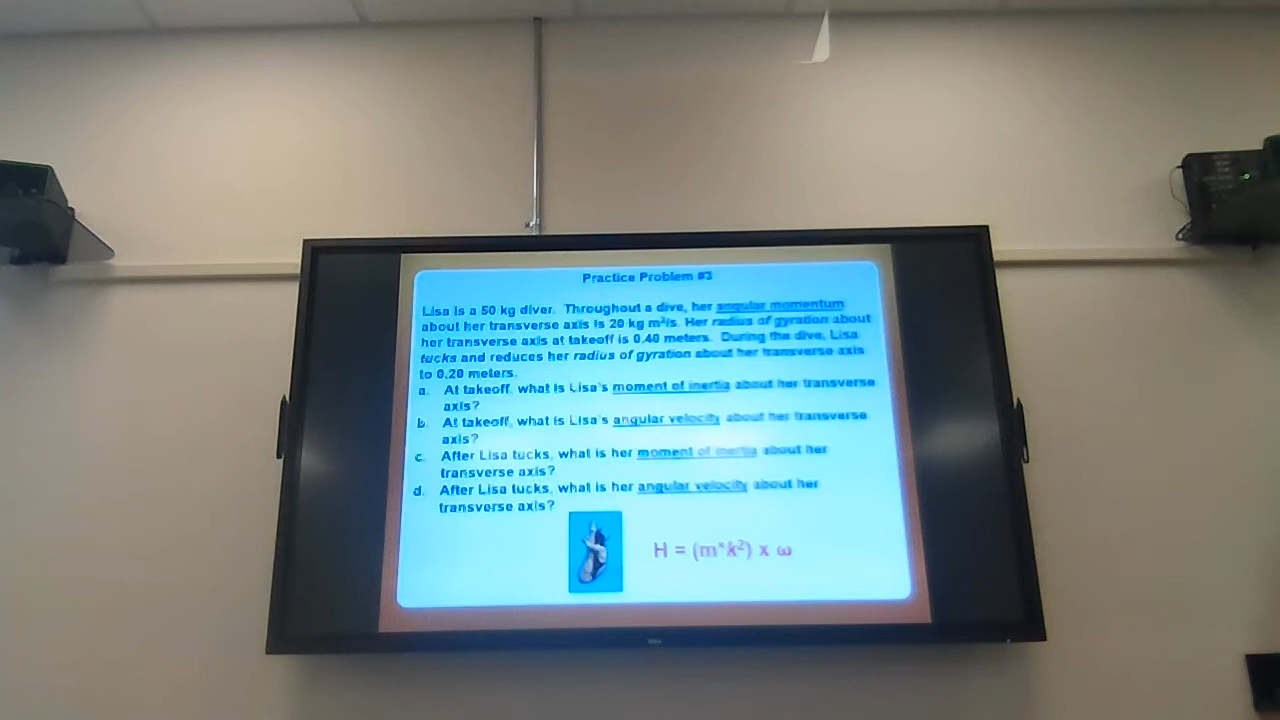 Practice Problem #3
Lisa is a 50 kg diver. Throughout a dive, her angular momentum
about her transverse axis is 20 kg m²/s. Her radius of gyration about
her transverse axis at takeoff is 0.40 meters. During the dive, Lisa
tucks and reduces her radius of gyration about her transverse axis
to 0.20 meters.
a. At takeoff, what is Lisa's moment of inertia about her transverse
axis?
b. At takeoff, what is Lisa's angular velocity about her transverse
axis?
c. After Lisa tucks, what is her moment of inertia about her
transverse axis?
d. After Lisa tucks, what is her angular velocity about her
transverse axis?
H = (m*k²) x ω